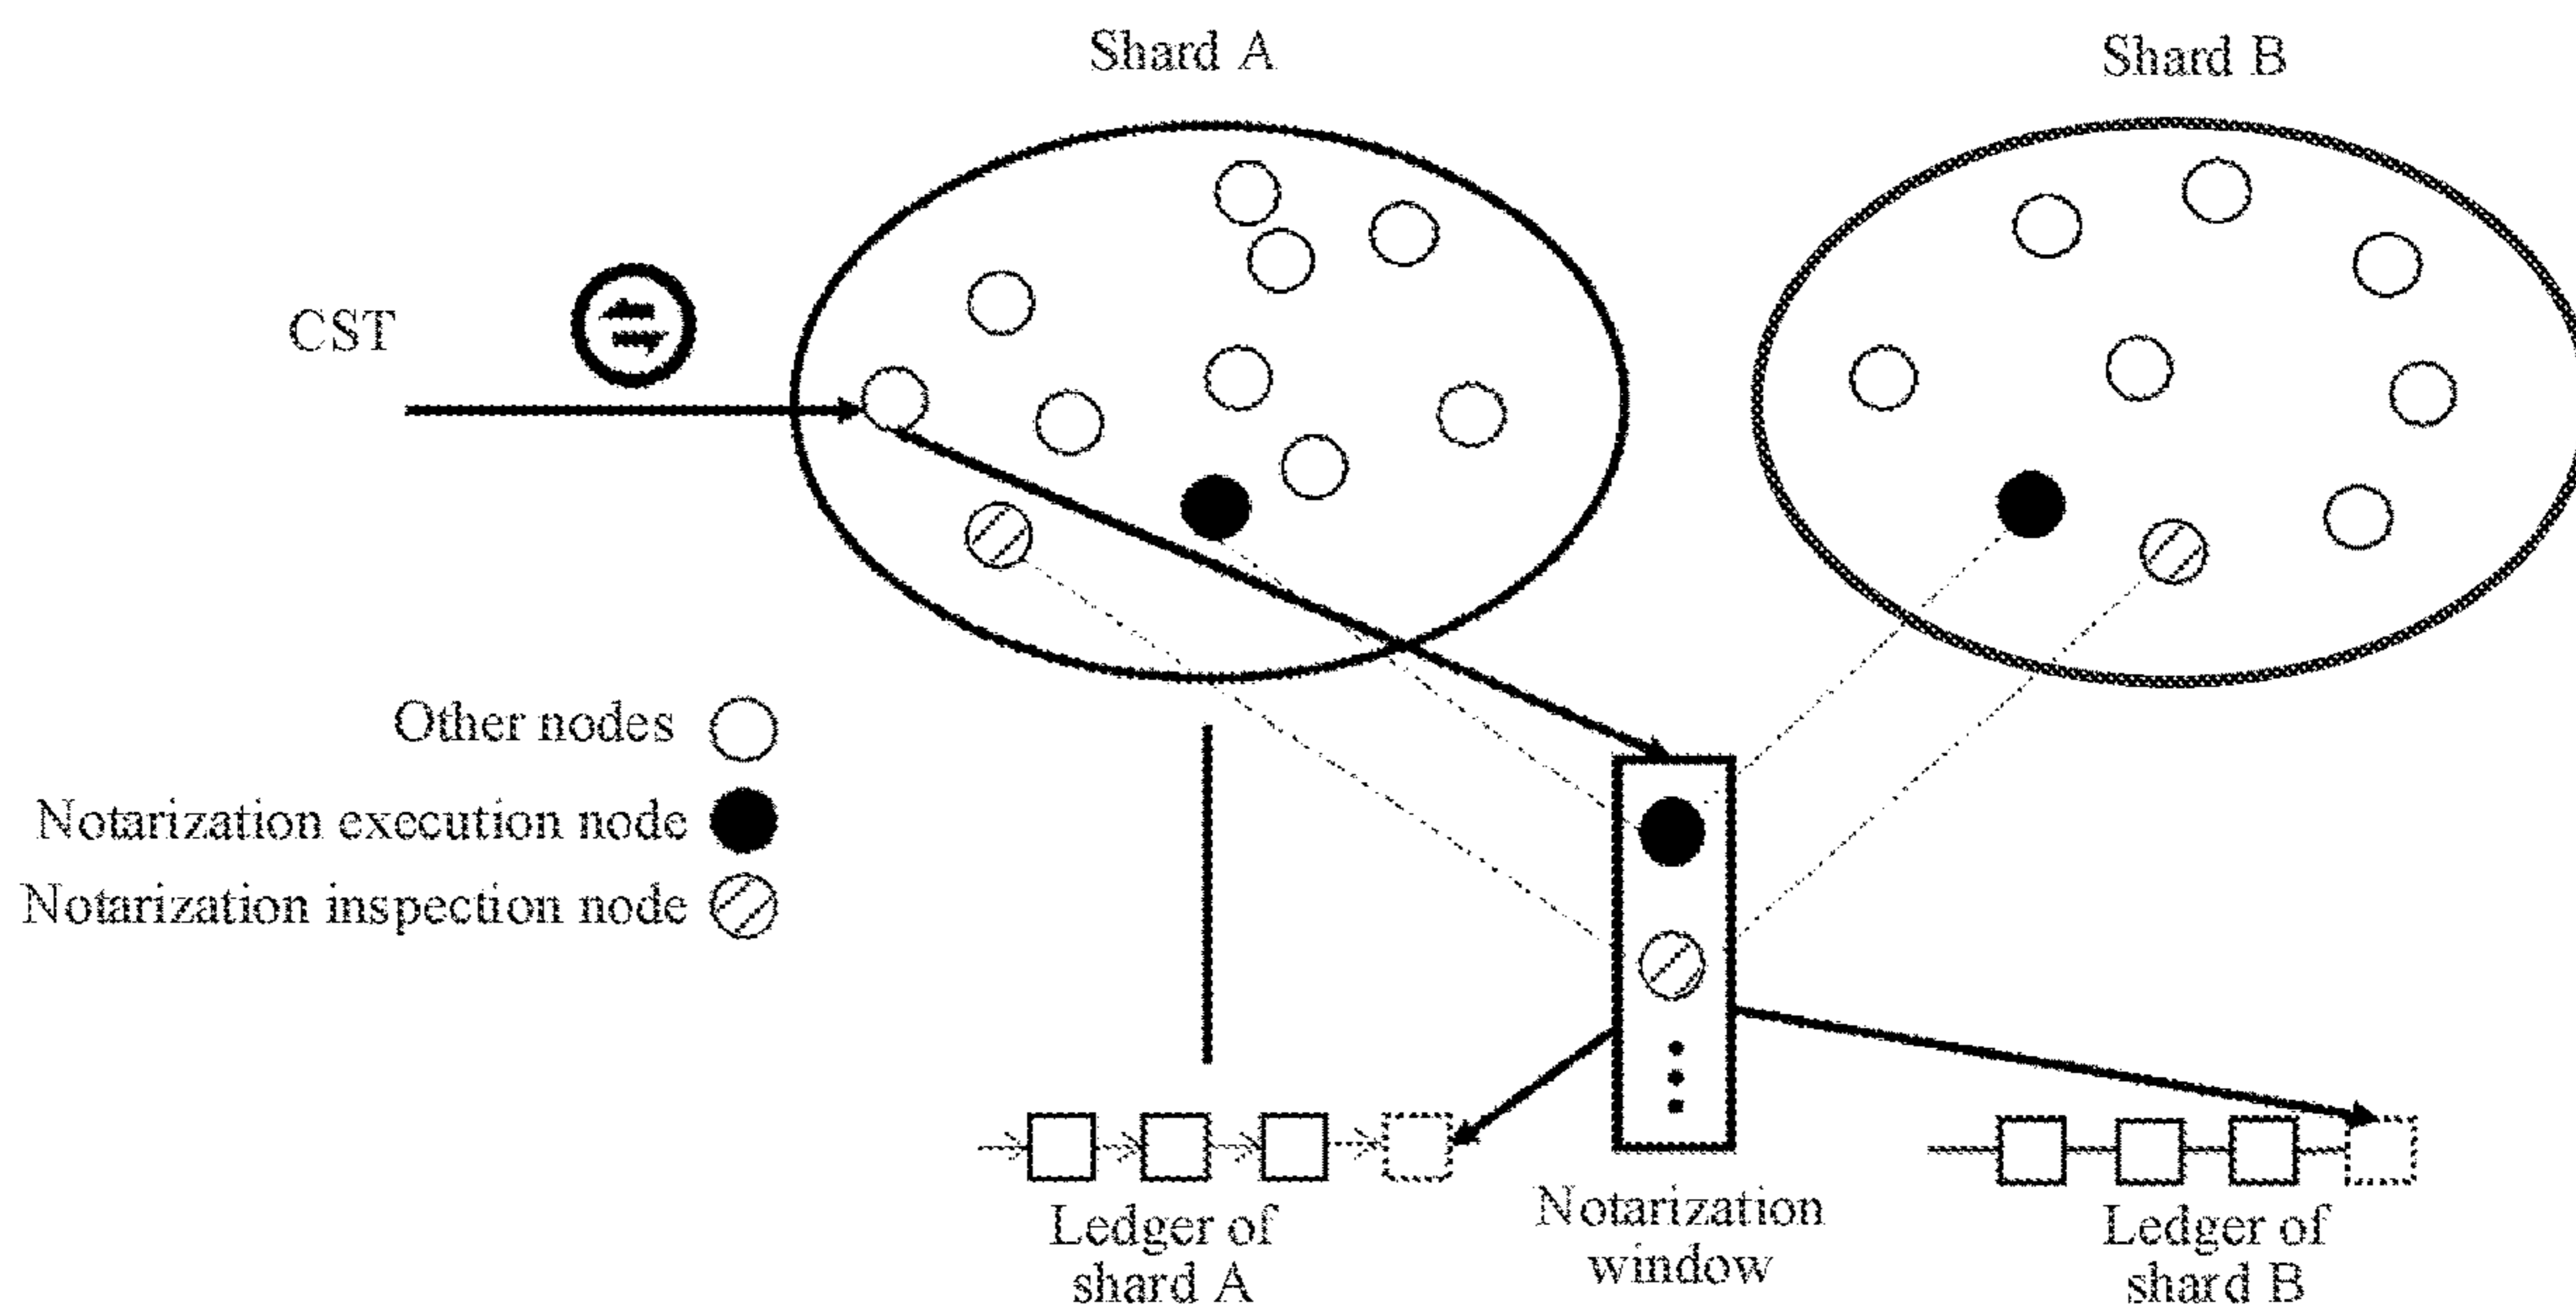 Shard A
Shard B
CST
Other nodes
Notarization execution node
Notarization inspection node
Ledger of
shard A
Notarization
window
Ledger of
shard B